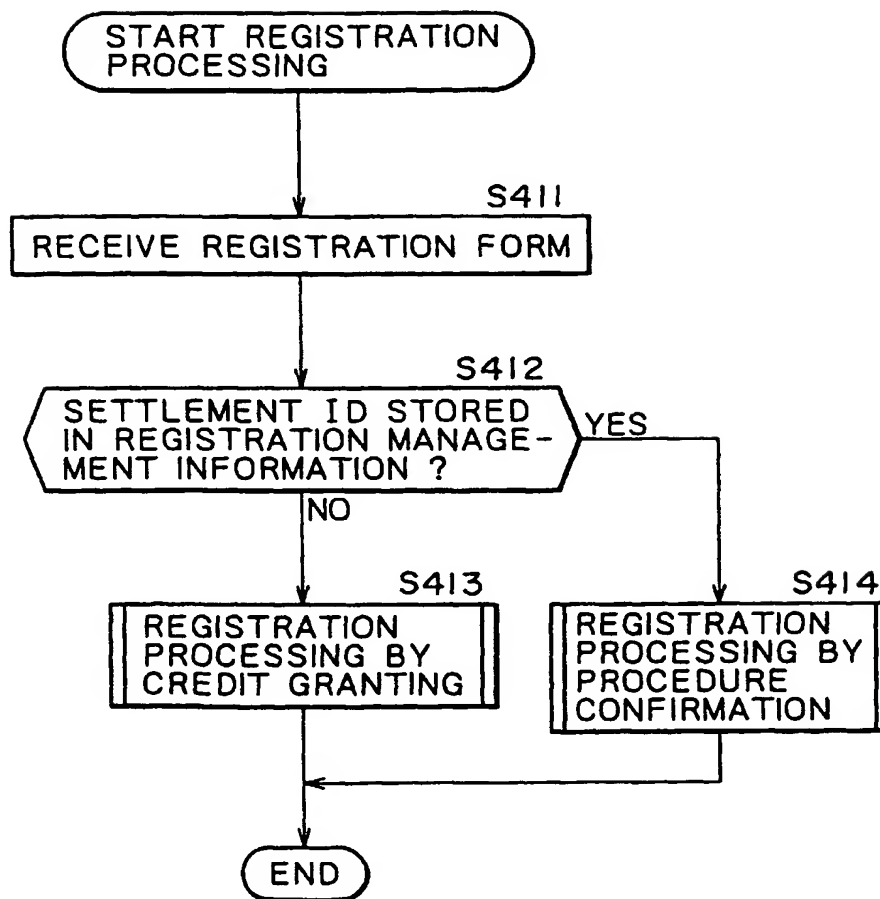 START REGISTRATION
PROCESSING
S411
RECEIVE REGISTRATION FORM
S412
SETTLEMENT ID STORED
IN REGISTRATION MANAGE-
MENT INFORMATION ?
YES
NO
S413
REGISTRATION
PROCESSING BY
CREDIT GRANTING
S414
REGISTRATION
PROCESSING BY
PROCEDURE
CONFIRMATION
END